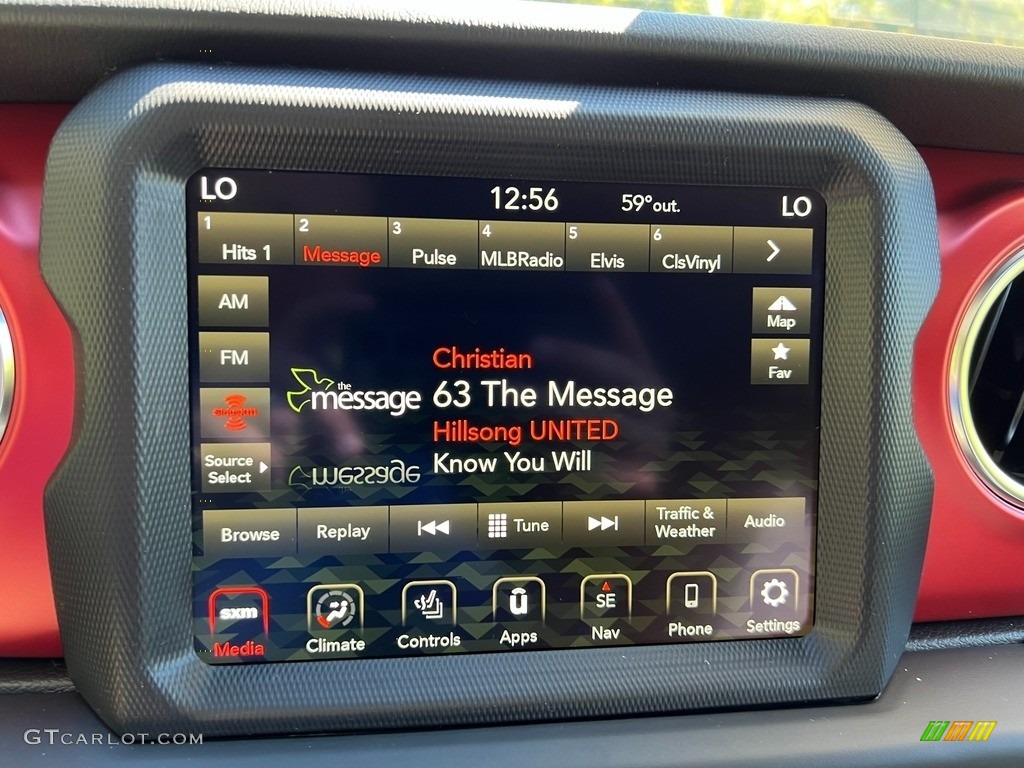 LO 12:56 59°out. LO
1 2 3 4 5 6
Hits 1 Message Pulse MLBRadio Elvis ClsVinyl
AM
Map
FM
Fav
Christian
the
message 63 The Message
siriusxm
Hillsong UNITED
Source
Select
message Know You Will
Browse Replay Tune Traffic & Weather Audio
sxm û SE
Media Climate Controls Apps Nav Phone Settings
GTCARLOT.COM